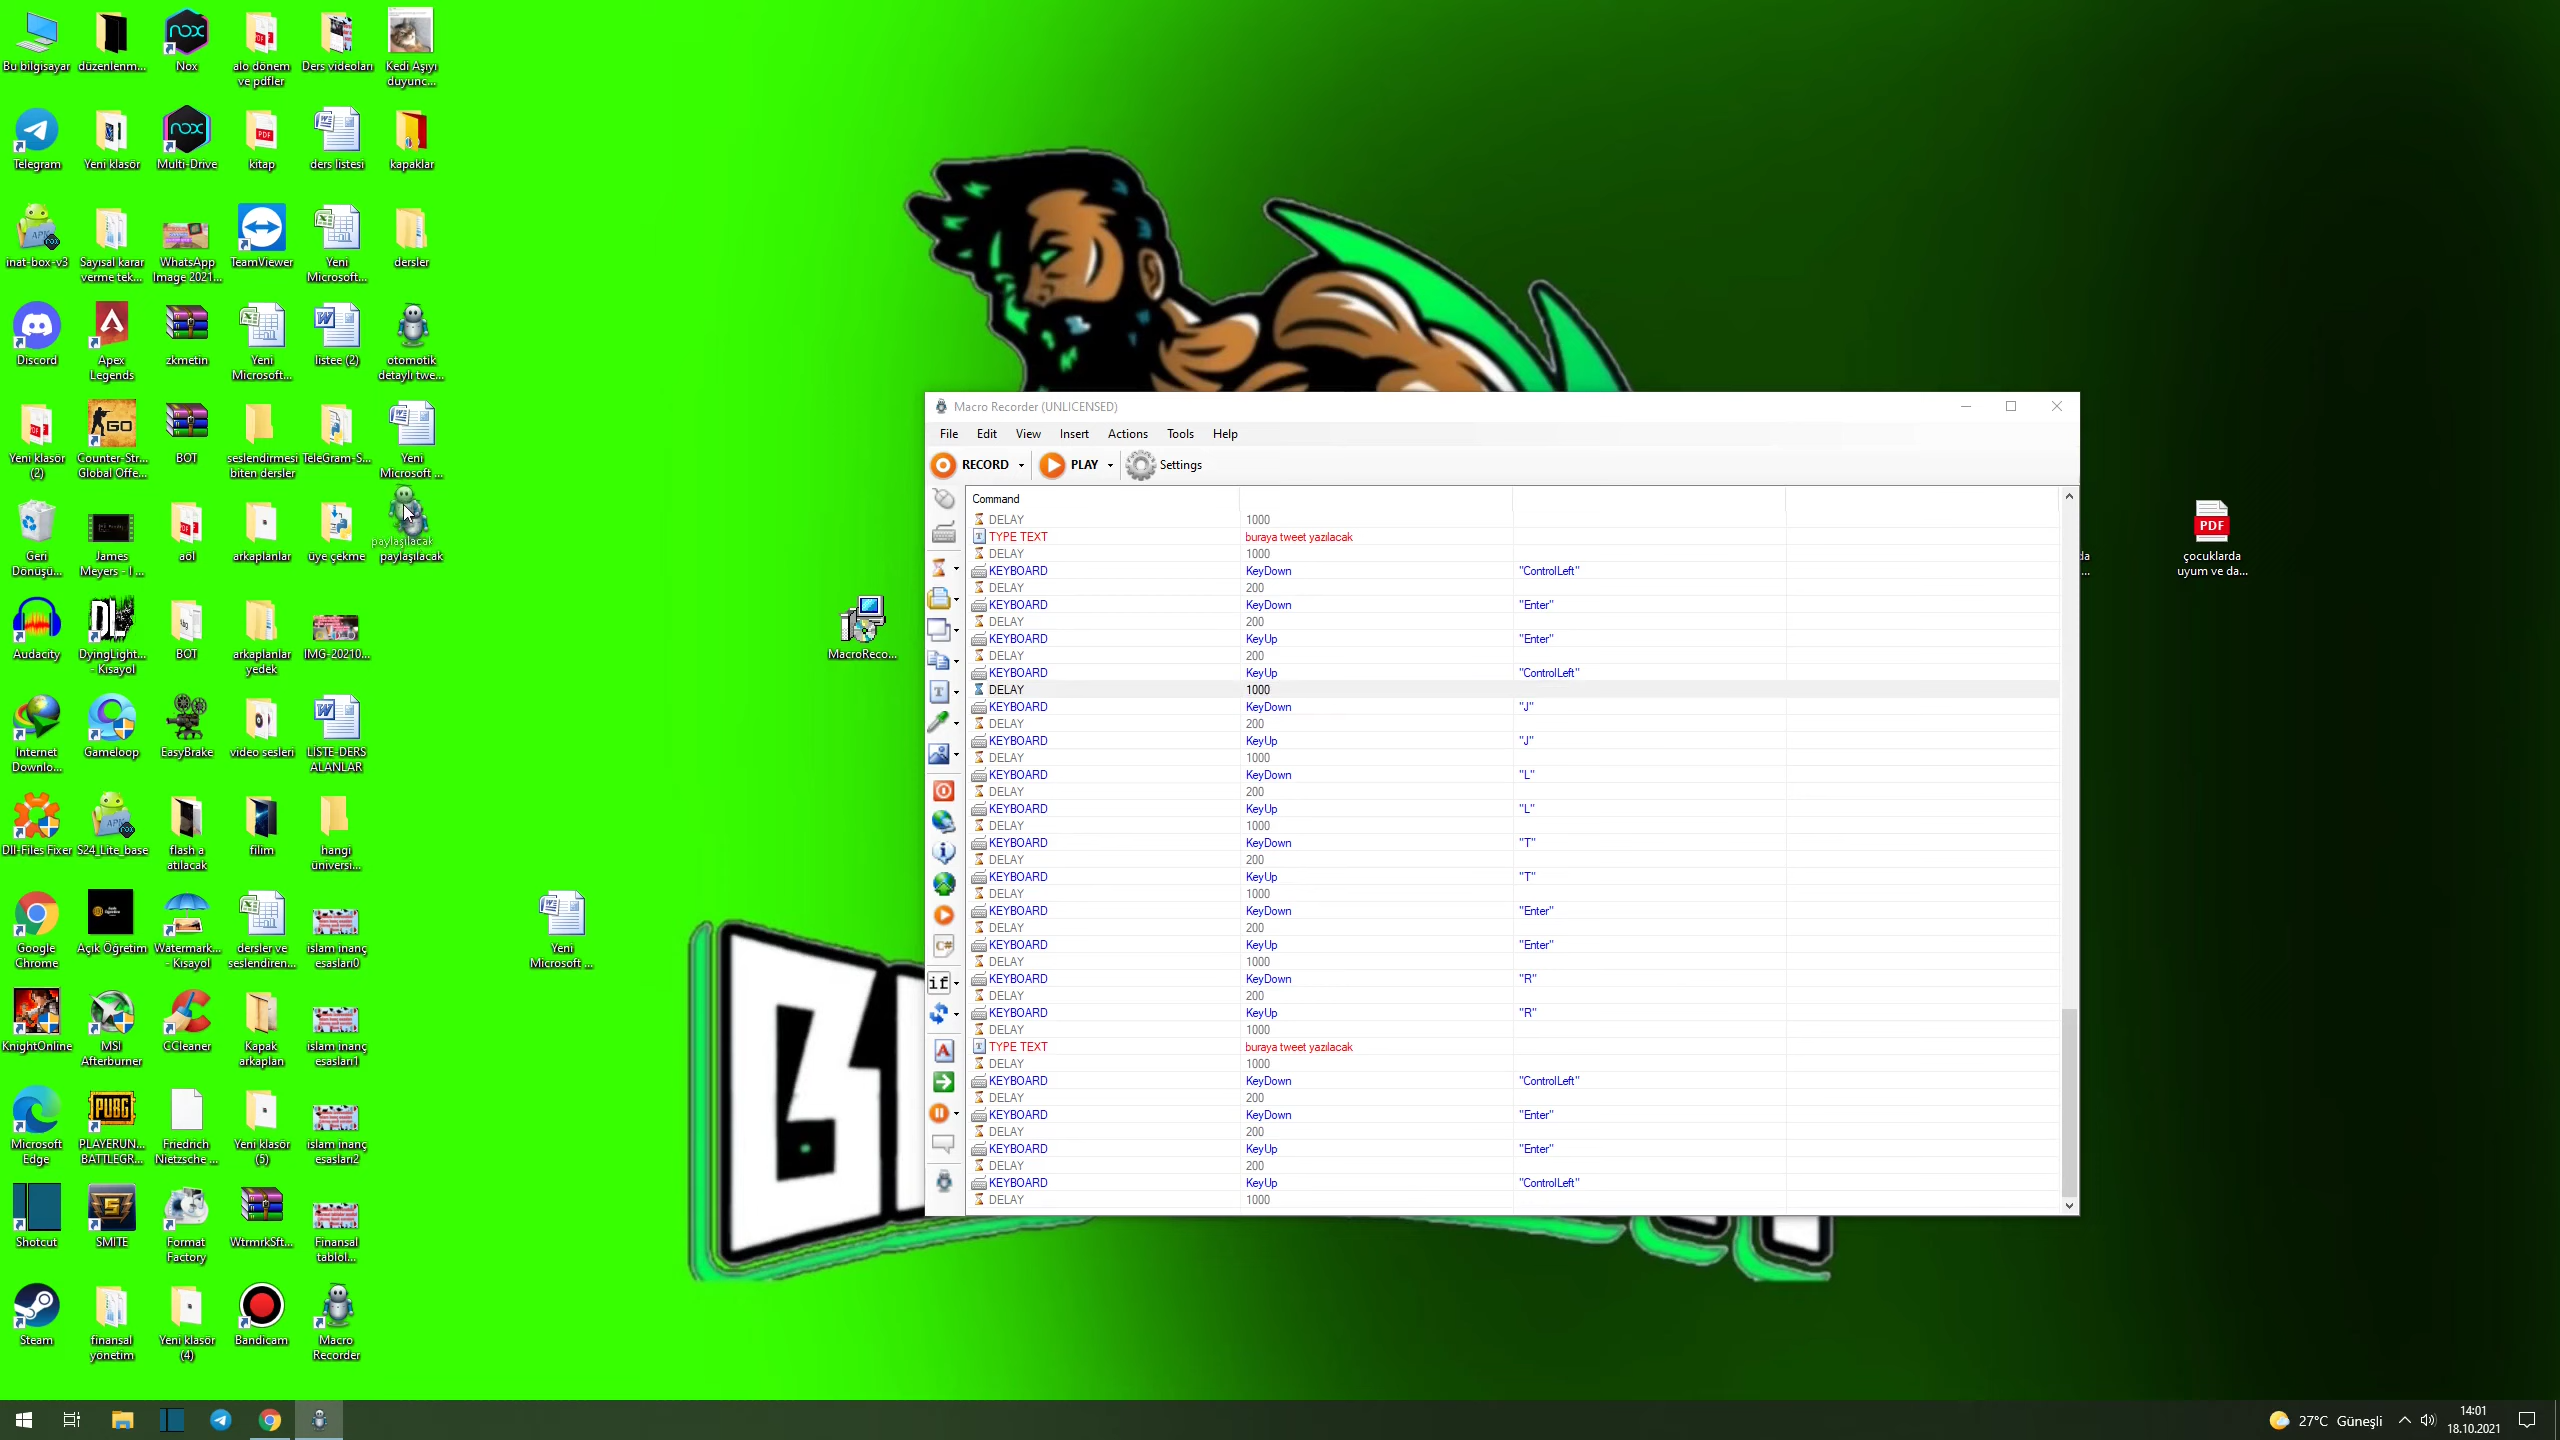 Bu bilgisayar
düzenlenm...
Nox
alo dönem
ve pdfler
Ders videoları
Kedi Aşıyı
duyunc...
Telegram
Yeni klasör
Multi-Drive
kitap
ders listesi
kapaklar
inat-box-v3
Sayısal karar
verme tek...
WhatsApp
Image 2021...
TeamViewer
Yeni
Microsoft...
dersler
Discord
Apex
Legends
zkmetin
Yeni
Microsoft...
listee (2)
otomotik
detaylı twe...
Yeni klasör
(2)
Counter-Str...
Global Offe...
BOT
seslendirmesi
biten dersler
TeleGram-S...
Yeni
Microsoft ...
Geri
Dönüşü...
James
Meyers - I ...
aöl
arkaplanlar
üye çekme
paylaşılacak
paylaşılacak
Audacity
DyingLight...
- Kısayol
BOT
arkaplanlar
yedek
IMG-20210...
Internet
Downlo...
Gameloop
EasyBrake
video sesleri
LİSTE-DERS
ALANLAR
Dll-Files Fixer
S24_Lite_base
flash a
atılacak
filim
hangi
üniversi...
Google
Chrome
Açık Öğretim
Watermark...
- Kısayol
dersler ve
seslendiren...
islam inanç
esasları0
Yeni
Microsoft ...
KnightOnline
MSI
Afterburner
CCleaner
Kapak
arkaplan
islam inanç
esasları1
Microsoft
Edge
PUBG
PLAYERUN...
BATTLEGR...
Friedrich
Nietzsche ...
Yeni klasör
(5)
islam inanç
esasları2
Shotcut
SMITE
Format
Factory
WtrmrkSft...
Finansal
tablol...
Steam
finansal
yönetim
Yeni klasör
(4)
Bandicam
Macro
Recorder
MacroReco...
PDF
çocuklarda
uyum ve da...
Macro Recorder (UNLICENSED)
File Edit View Insert Actions Tools Help
RECORD PLAY Settings
Command
DELAY 1000
TYPE TEXT buraya tweet yazılacak
DELAY 1000
KEYBOARD KeyDown "ControlLeft"
DELAY 200
KEYBOARD KeyDown "Enter"
DELAY 200
KEYBOARD KeyUp "Enter"
DELAY 200
KEYBOARD KeyUp "ControlLeft"
DELAY 1000
KEYBOARD KeyDown "J"
DELAY 200
KEYBOARD KeyUp "J"
DELAY 1000
KEYBOARD KeyDown "L"
DELAY 200
KEYBOARD KeyUp "L"
DELAY 1000
KEYBOARD KeyDown "T"
DELAY 200
KEYBOARD KeyUp "T"
DELAY 1000
KEYBOARD KeyDown "Enter"
DELAY 200
KEYBOARD KeyUp "Enter"
DELAY 1000
KEYBOARD KeyDown "R"
DELAY 200
KEYBOARD KeyUp "R"
DELAY 1000
TYPE TEXT buraya tweet yazılacak
DELAY 1000
KEYBOARD KeyDown "ControlLeft"
DELAY 200
KEYBOARD KeyDown "Enter"
DELAY 200
KEYBOARD KeyUp "Enter"
DELAY 200
KEYBOARD KeyUp "ControlLeft"
DELAY 1000
27°C Güneşli
14:01
18.10.2021